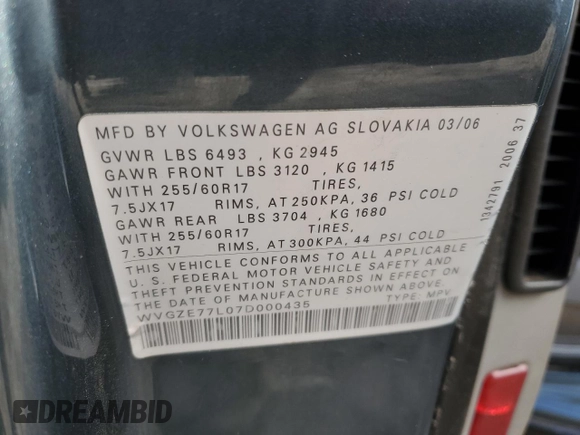 MFD BY VOLKSWAGEN AG SLOVAKIA 03/06
GVWR LBS 6493 , KG 2945
GAWR FRONT LBS 3120 , KG 1415
WITH 255/60R17 TIRES,
7.5JX17 RIMS, AT 250KPA, 36 PSI COLD
GAWR REAR LBS 3704 , KG 1680
WITH 255/60R17 TIRES,
7.5JX17 RIMS, AT 300KPA, 44 PSI COLD
THIS VEHICLE CONFORMS TO ALL APPLICABLE
U. S. FEDERAL MOTOR VEHICLE SAFETY AND
THEFT PREVENTION STANDARDS IN EFFECT ON
THE DATE OF MANUFACTURE SHOWN ABOVE.
WVGZE77L07D000435 TYPE: MPV
1342791 2006 37
DREAMBID